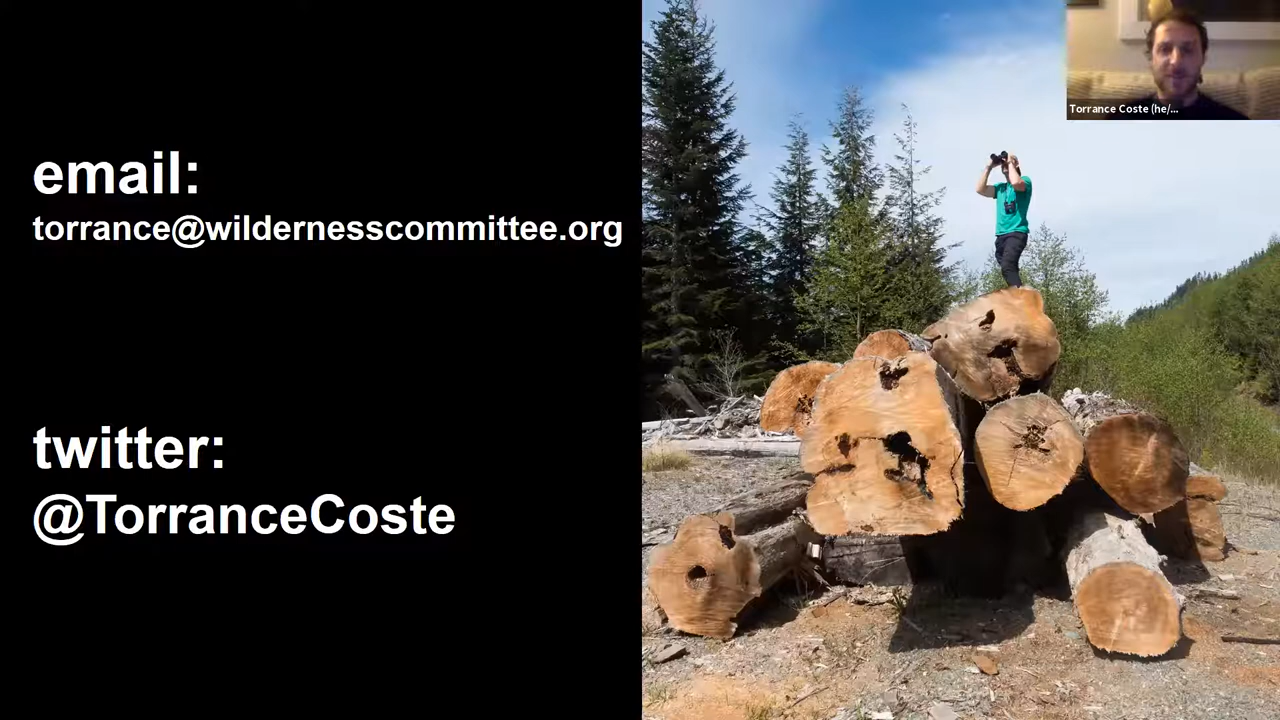 email:
torrance@wildernesscommittee.org
twitter:
@TorranceCoste
Torrance Coste (he/...